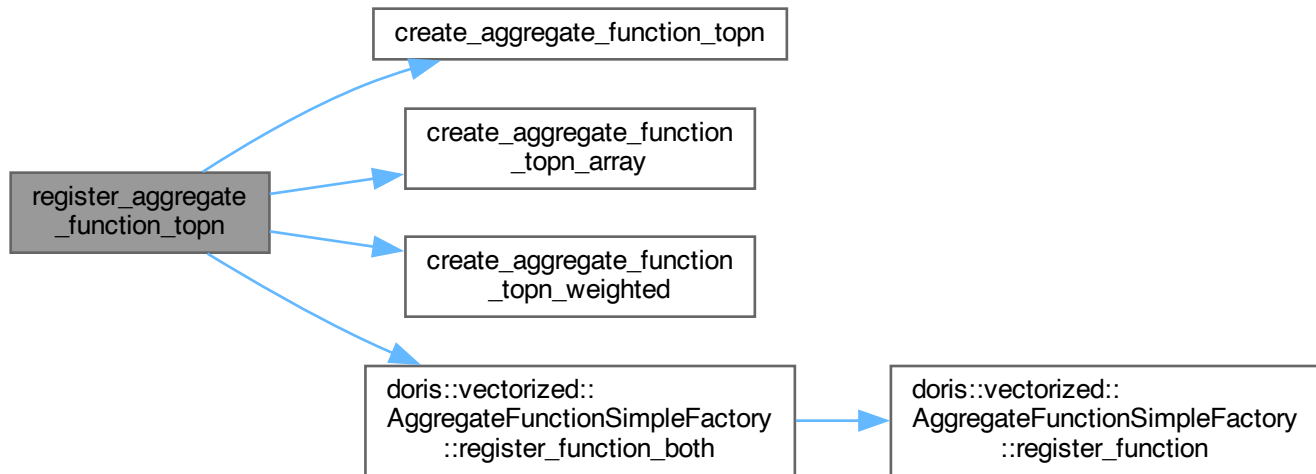 create_aggregate_function_topn
create_aggregate_function
_topn_array
register_aggregate
_function_topn
create_aggregate_function
_topn_weighted
doris::vectorized::
AggregateFunctionSimpleFactory
::register_function_both
doris::vectorized::
AggregateFunctionSimpleFactory
::register_function